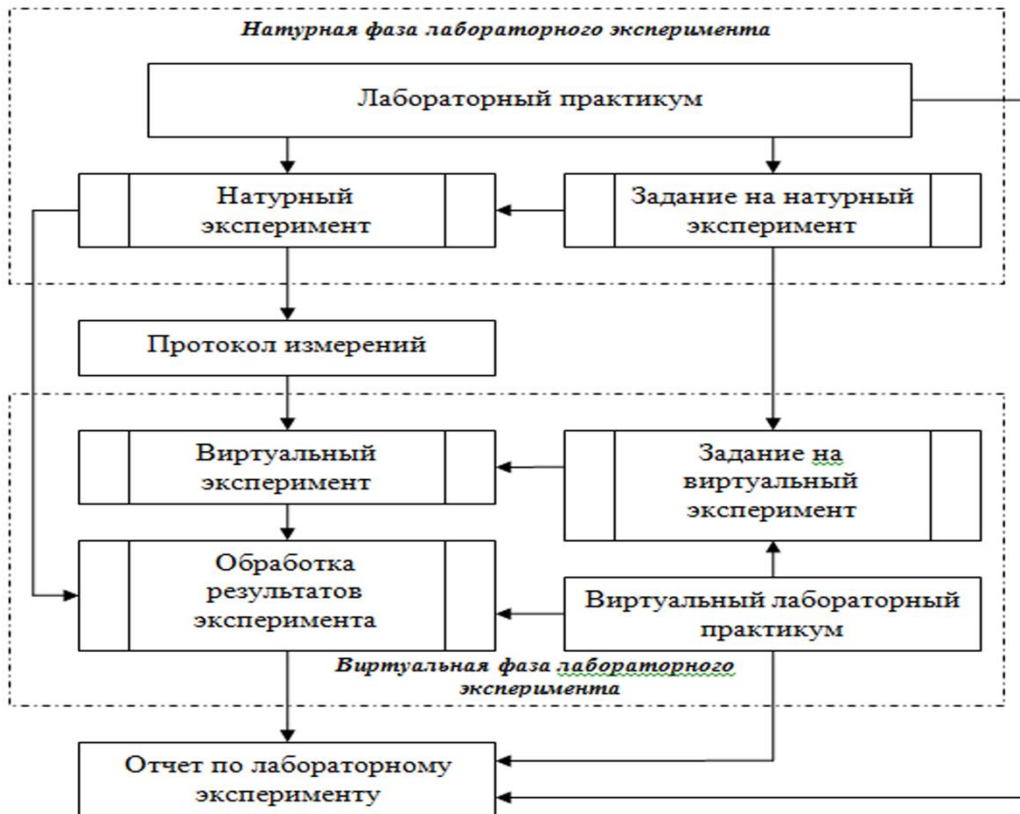 Натурная фаза лабораторного эксперимента
Лабораторный практикум
Натурный
эксперимент
Задание на натурный
эксперимент
Протокол измерений
Виртуальный
эксперимент
Задание на
виртуальный
эксперимент
Обработка
результатов
эксперимента
Виртуальный лабораторный
практикум
Виртуальная фаза лабораторного
эксперимента
Отчет по лабораторному
эксперименту